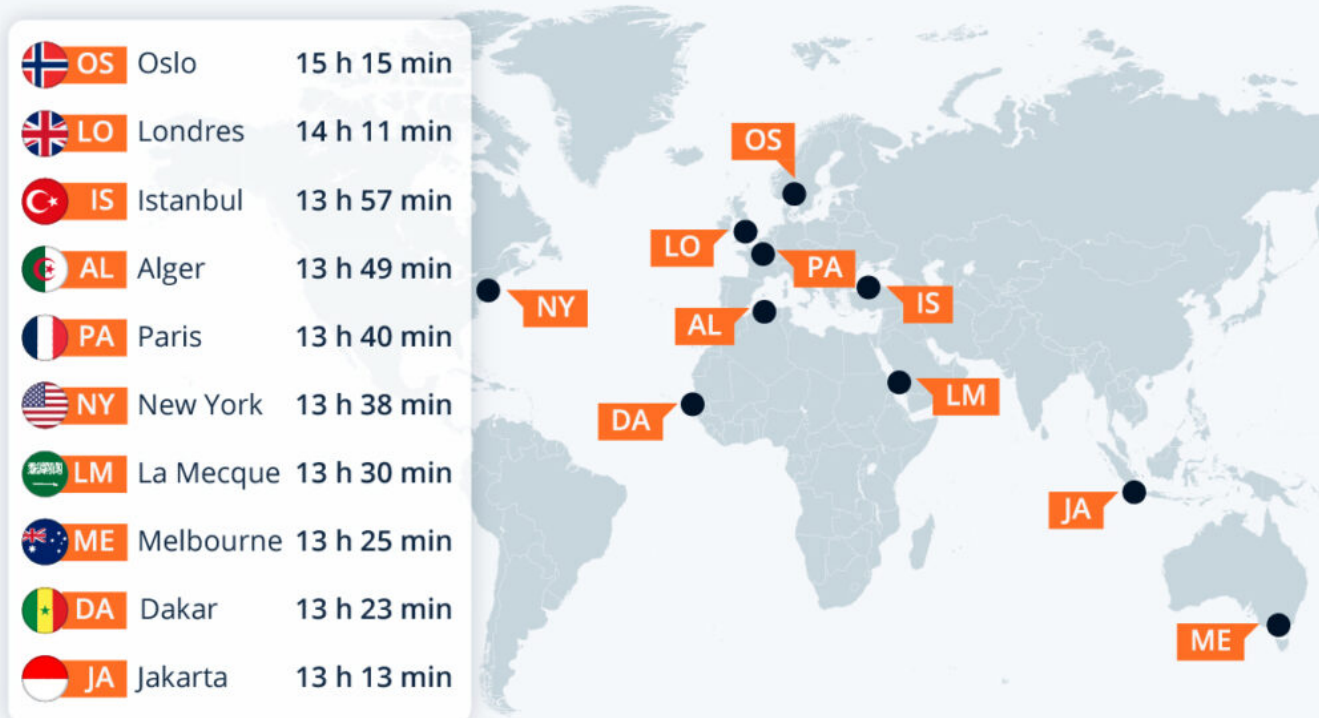 OS Oslo 15 h 15 min
LO Londres 14 h 11 min
IS Istanbul 13 h 57 min
AL Alger 13 h 49 min
PA Paris 13 h 40 min
NY New York 13 h 38 min
LM La Mecque 13 h 30 min
ME Melbourne 13 h 25 min
DA Dakar 13 h 23 min
JA Jakarta 13 h 13 min
OS
LO
PA
IS
NY
AL
LM
DA
JA
ME